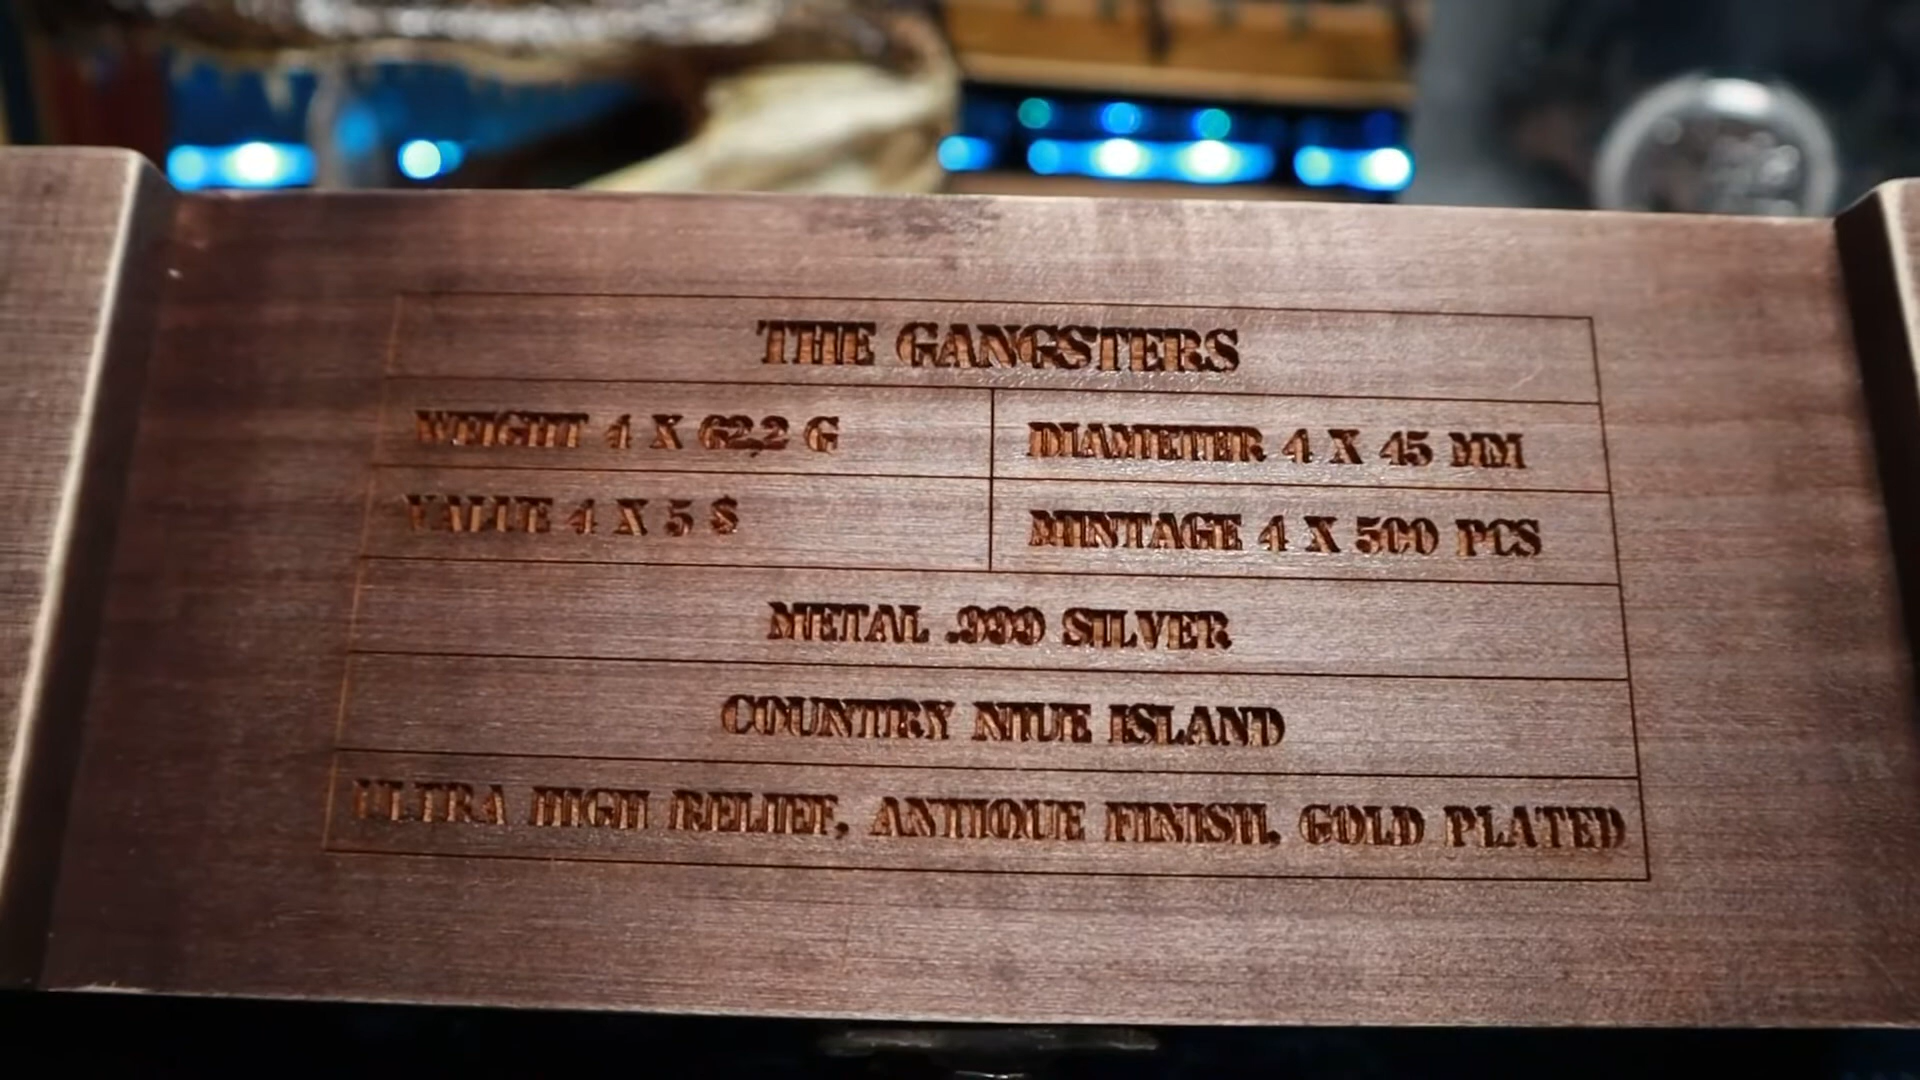 THE GANGSTERS
WEIGHT 4 X 62,2 G
DIAMETER 4 X 45 MM
VALUE 4 X 5 $
MINTAGE 4 X 500 PCS
METAL .999 SILVER
COUNTRY NIUE ISLAND
ULTRA HIGH RELIEF, ANTIQUE FINISH, GOLD PLATED